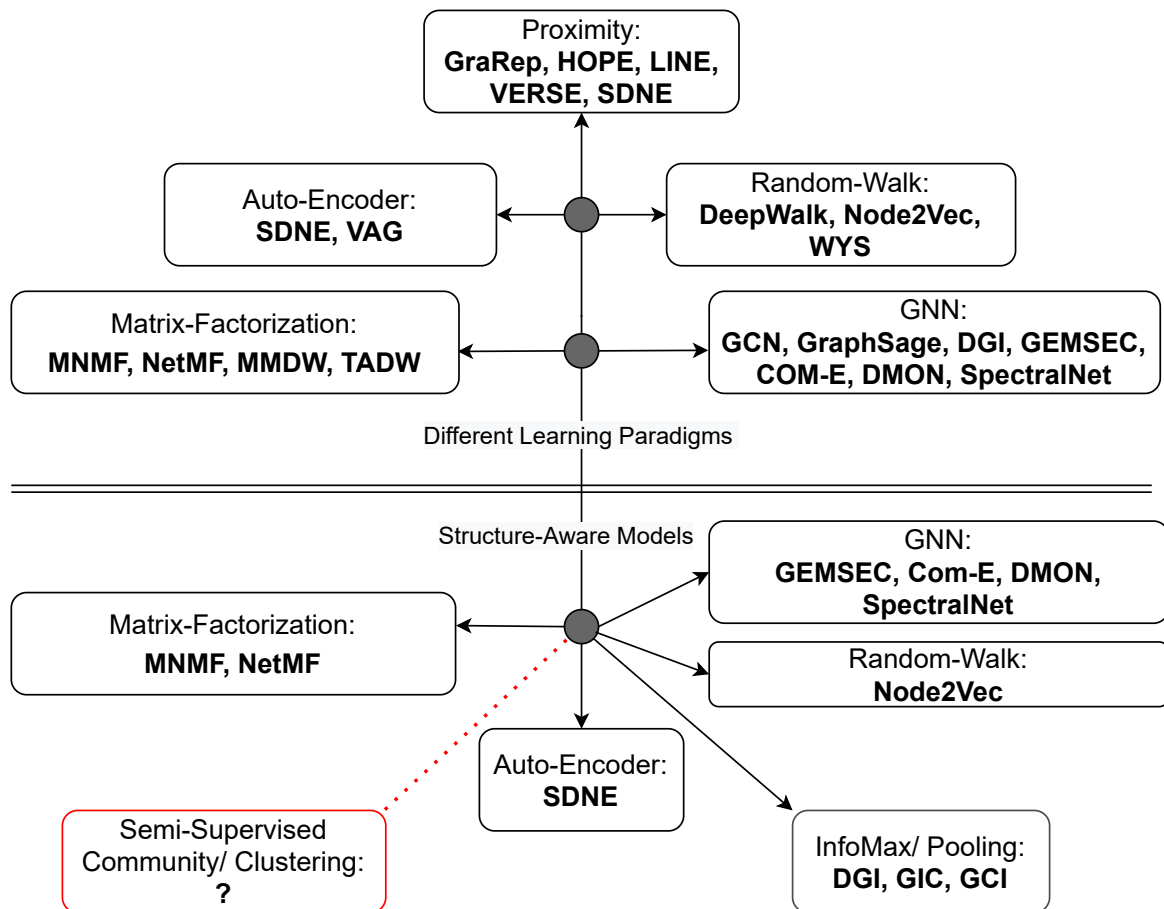 Proximity:
GraRep, HOPE, LINE,
VERSE, SDNE
Auto-Encoder:
SDNE, VAG
Random-Walk:
DeepWalk, Node2Vec,
WYS
Matrix-Factorization:
MNMF, NetMF, MMDW, TADW
GNN:
GCN, GraphSage, DGI, GEMSEC,
COM-E, DMON, SpectralNet
Different Learning Paradigms
Structure-Aware Models
GNN:
GEMSEC, Com-E, DMON,
SpectralNet
Matrix-Factorization:
MNMF, NetMF
Random-Walk:
Node2Vec
Auto-Encoder:
SDNE
Semi-Supervised
Community/ Clustering:
?
InfoMax/ Pooling:
DGI, GIC, GCI